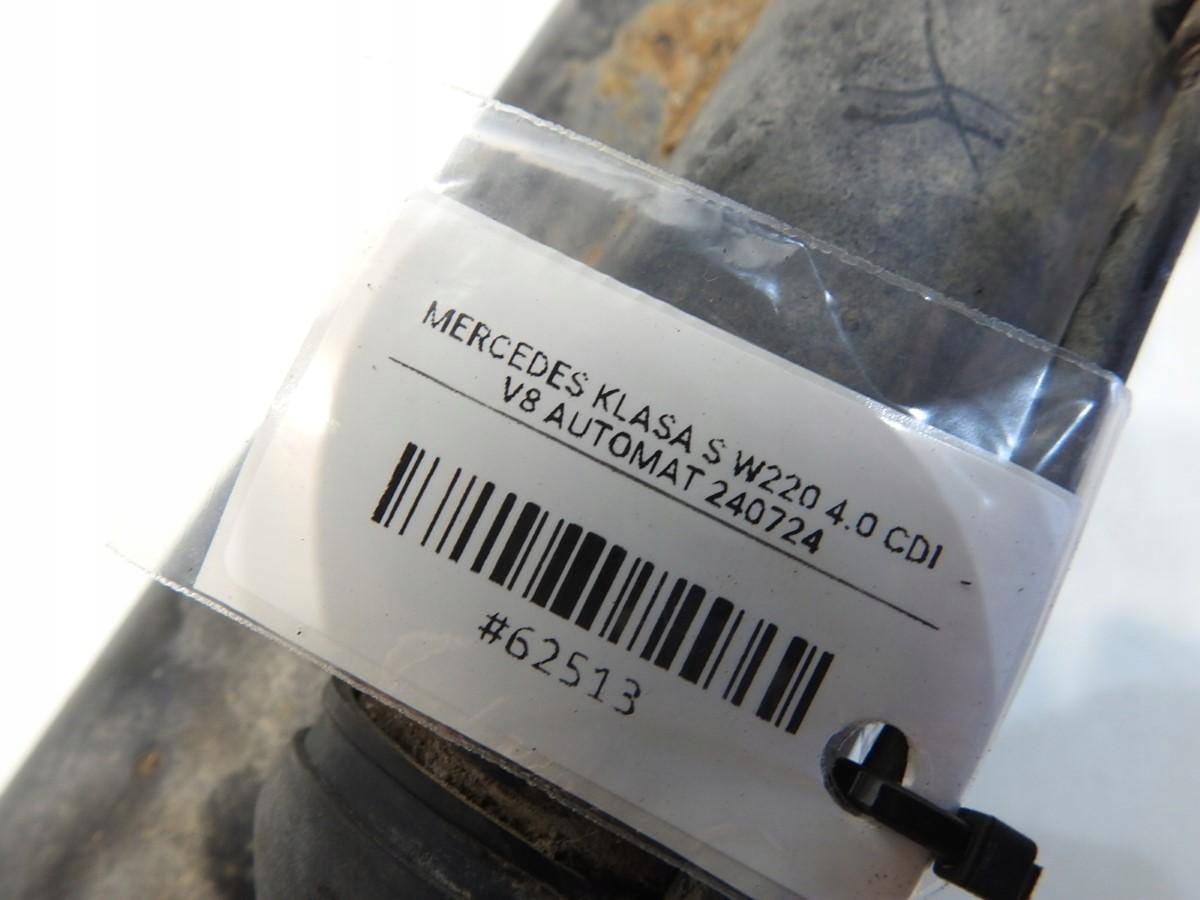 MERCEDES KLASA S W220 4.0 CDI
V8 AUTOMAT 240724
#62513